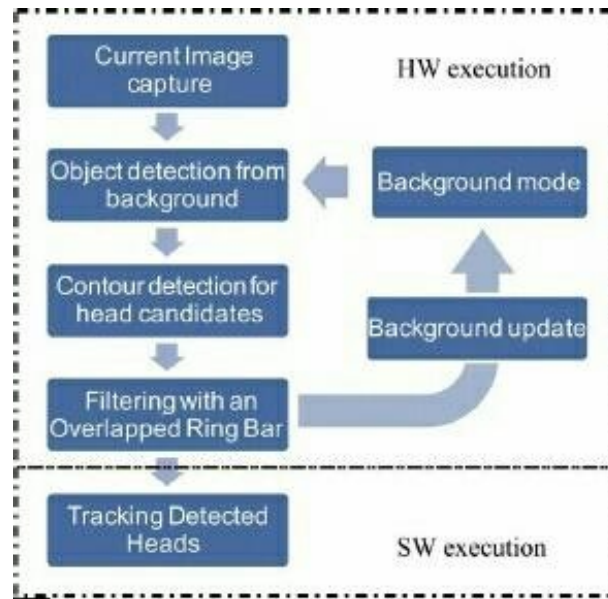 Current Image
capture
HW execution
Object detection from
background
Background mode
Contour detection for
head candidates
Background update
Filtering with an
Overlapped Ring Bar
Tracking Detected
Heads
SW execution